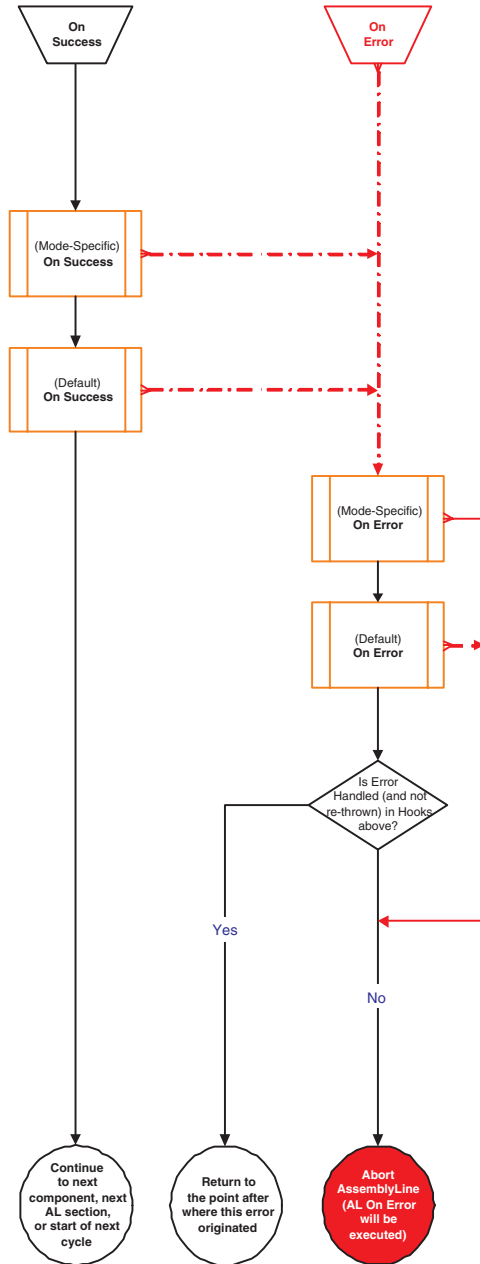 On
Success
On
Error
(Mode-Specific)
On Success
(Default)
On Success
(Mode-Specific)
On Error
(Default)
On Error
Is Error
Handled (and not
re-thrown) in Hooks
above?
Yes
No
Continue
to next
component, next
AL section,
or start of next
cycle
Return to
the point after
where this error
originated
Abort
AssemblyLine
(AL On Error
will be
executed)